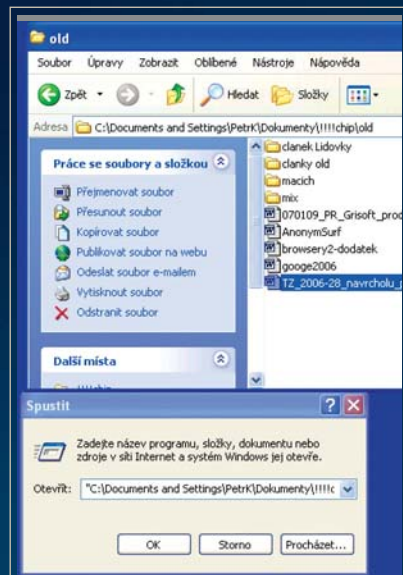 old
Soubor Úpravy Zobrazit Oblíbené Nástroje Nápověda
Zpět Hledat Složky
Adresa C:\Documents and Settings\PetrK\Dokumenty\!!!!chip\old
Práce se soubory a složkou
Přejmenovat soubor
Přesunout soubor
Kopírovat soubor
Publikovat soubor na webu
Odeslat soubor e-mailem
Vytisknout soubor
Odstranit soubor
Další místa
clanek Lidovky
clanky old
macich
mix
070109_PR_Grisoft_prod
AnonymSurf
browsery2-dodatek
googe2006
TZ_2006-28_navrcholu_p
Spustit
Zadejte název programu, složky, dokumentu nebo
zdroje v síti Internet a systém Windows jej otevře.
Otevřít: "C:\Documents and Settings\PetrK\Dokumenty\!!!!c
OK Storno Procházet...